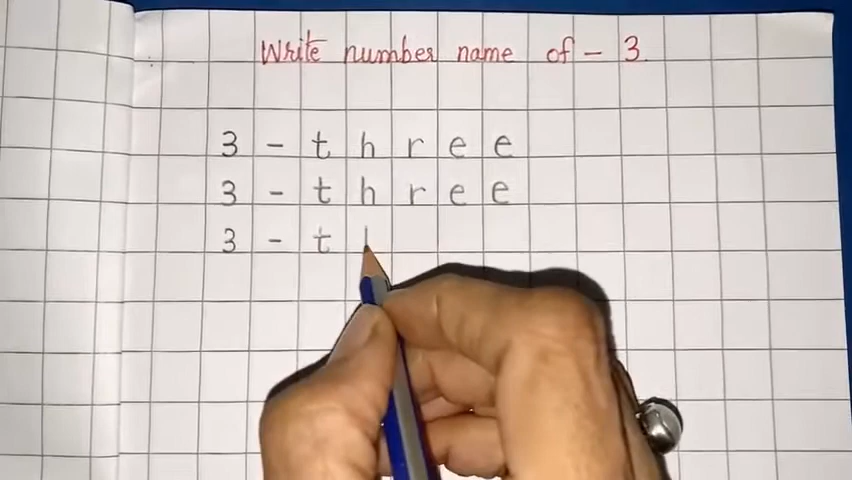 Write number name of - 3
3 - three
3 - three
3 - t